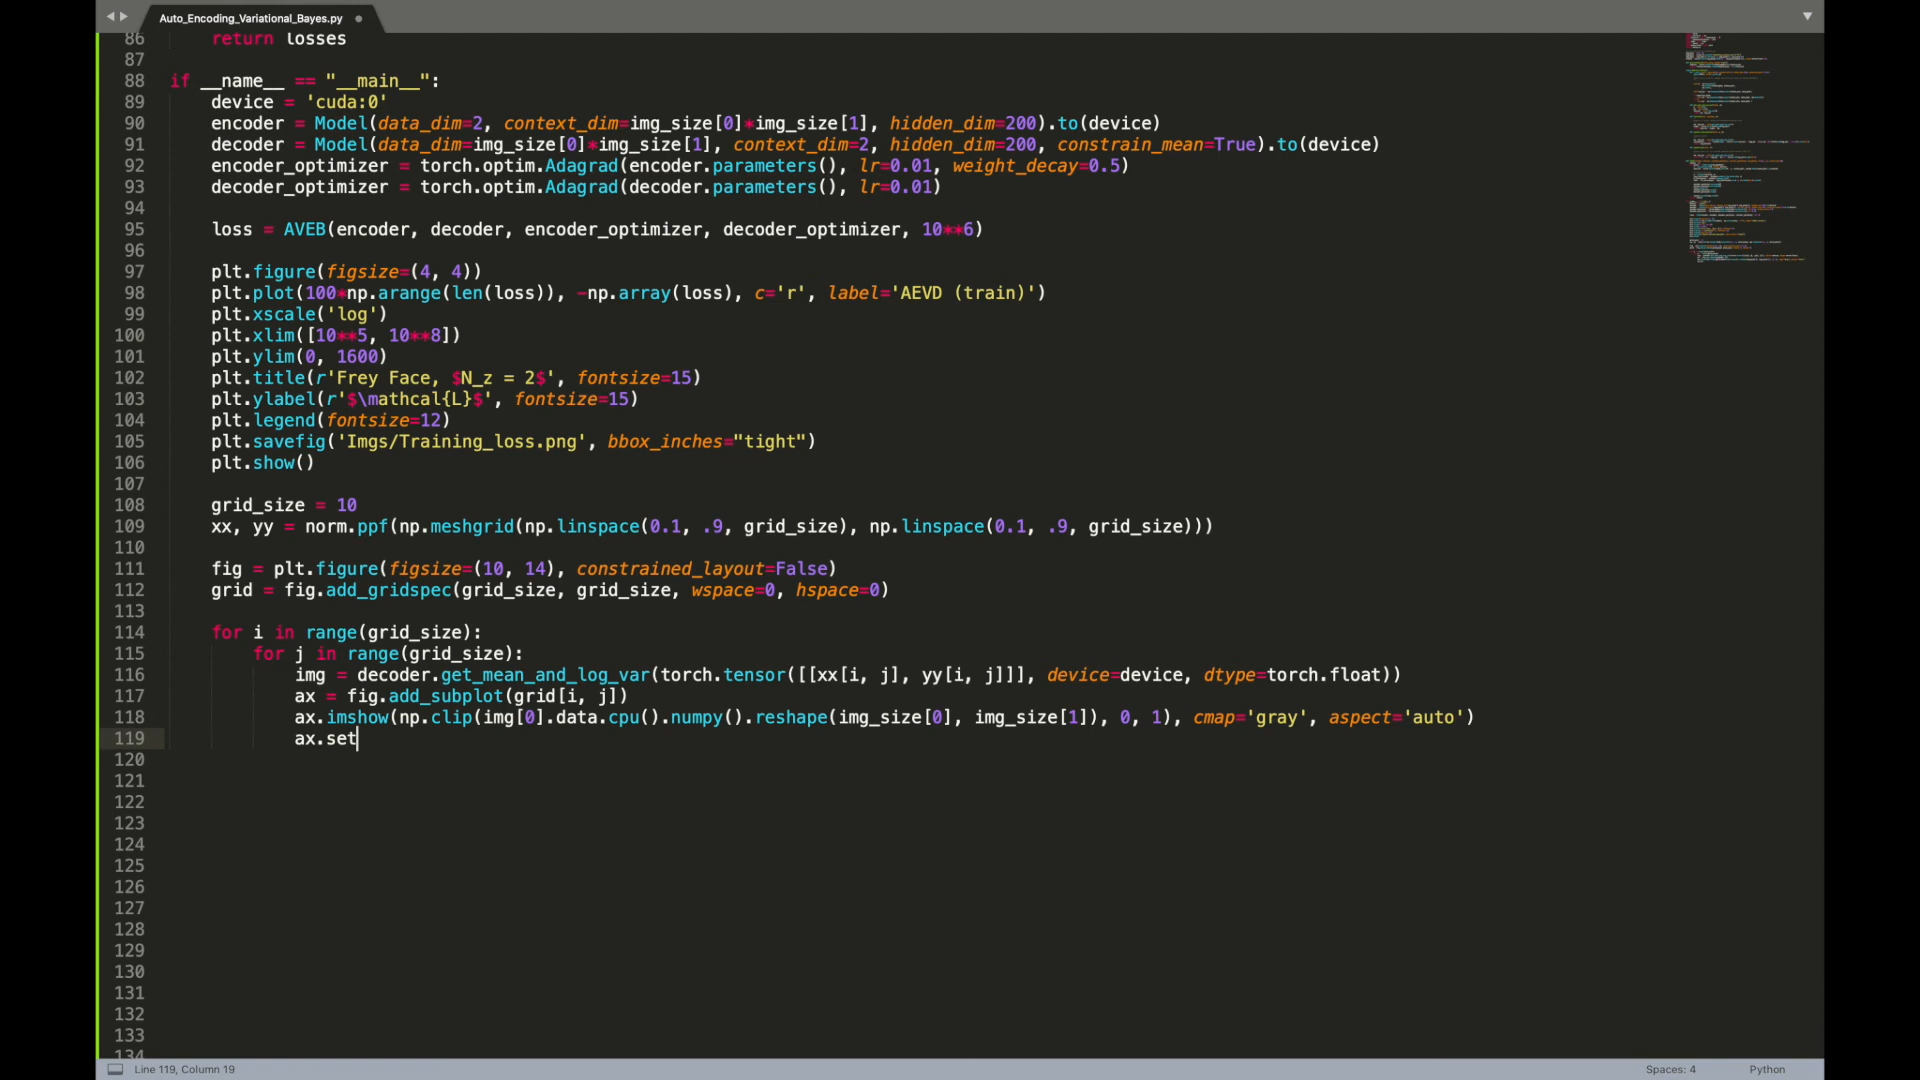 Auto_Encoding_Variational_Bayes.py
86 return losses
87
88 if __name__ == "__main__":
89 device = 'cuda:0'
90 encoder = Model(data_dim=2, context_dim=img_size[0]*img_size[1], hidden_dim=200).to(device)
91 decoder = Model(data_dim=img_size[0]*img_size[1], context_dim=2, hidden_dim=200, constrain_mean=True).to(device)
92 encoder_optimizer = torch.optim.Adagrad(encoder.parameters(), lr=0.01, weight_decay=0.5)
93 decoder_optimizer = torch.optim.Adagrad(decoder.parameters(), lr=0.01)
94
95 loss = AVEB(encoder, decoder, encoder_optimizer, decoder_optimizer, 10**6)
96
97 plt.figure(figsize=(4, 4))
98 plt.plot(100*np.arange(len(loss)), -np.array(loss), c='r', label='AEVD (train)')
99 plt.xscale('log')
100 plt.xlim([10**5, 10**8])
101 plt.ylim(0, 1600)
102 plt.title(r'Frey Face, $N_z = 2$', fontsize=15)
103 plt.ylabel(r'$\mathcal{L}$', fontsize=15)
104 plt.legend(fontsize=12)
105 plt.savefig('Imgs/Training_loss.png', bbox_inches="tight")
106 plt.show()
107
108 grid_size = 10
109 xx, yy = norm.ppf(np.meshgrid(np.linspace(0.1, .9, grid_size), np.linspace(0.1, .9, grid_size)))
110
111 fig = plt.figure(figsize=(10, 14), constrained_layout=False)
112 grid = fig.add_gridspec(grid_size, grid_size, wspace=0, hspace=0)
113
114 for i in range(grid_size):
115 for j in range(grid_size):
116 img = decoder.get_mean_and_log_var(torch.tensor([[xx[i, j], yy[i, j]]], device=device, dtype=torch.float))
117 ax = fig.add_subplot(grid[i, j])
118 ax.imshow(np.clip(img[0].data.cpu().numpy().reshape(img_size[0], img_size[1]), 0, 1), cmap='gray', aspect='auto')
119 ax.set
120
121
122
123
124
125
126
127
128
129
130
131
132
133
134
Line 119, Column 19
Spaces: 4
Python